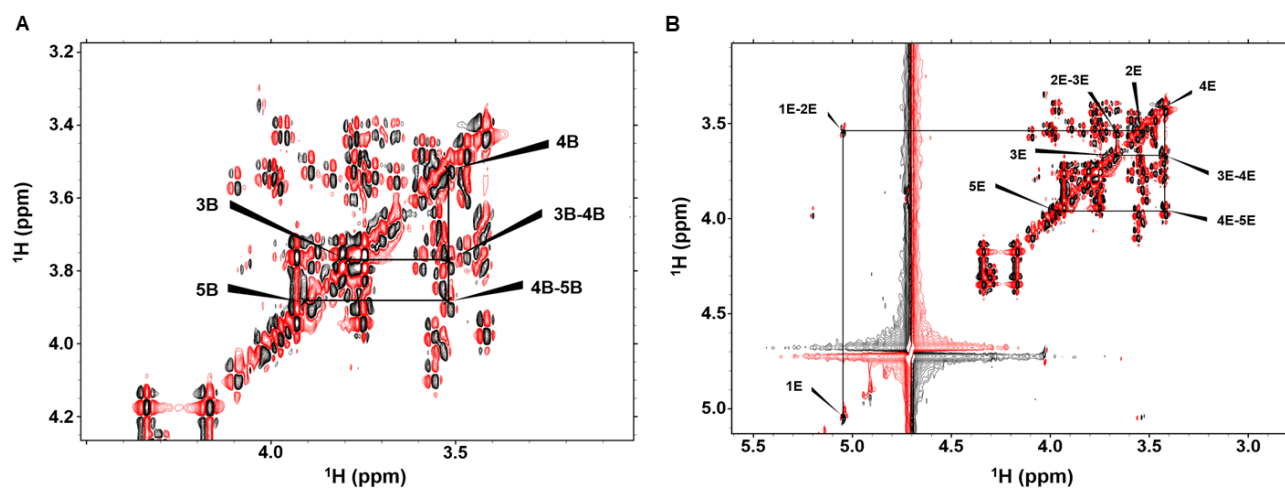 A
3.2
3.4
3.6
3.8
4.0
4.2
¹H (ppm)
4.0
3.5
¹H (ppm)
4B
3B
3B-4B
5B
4B-5B
B
3.5
4.0
4.5
5.0
¹H (ppm)
5.5
5.0
4.5
4.0
3.5
3.0
¹H (ppm)
1E-2E
2E-3E
2E
4E
3E
3E-4E
5E
4E-5E
1E